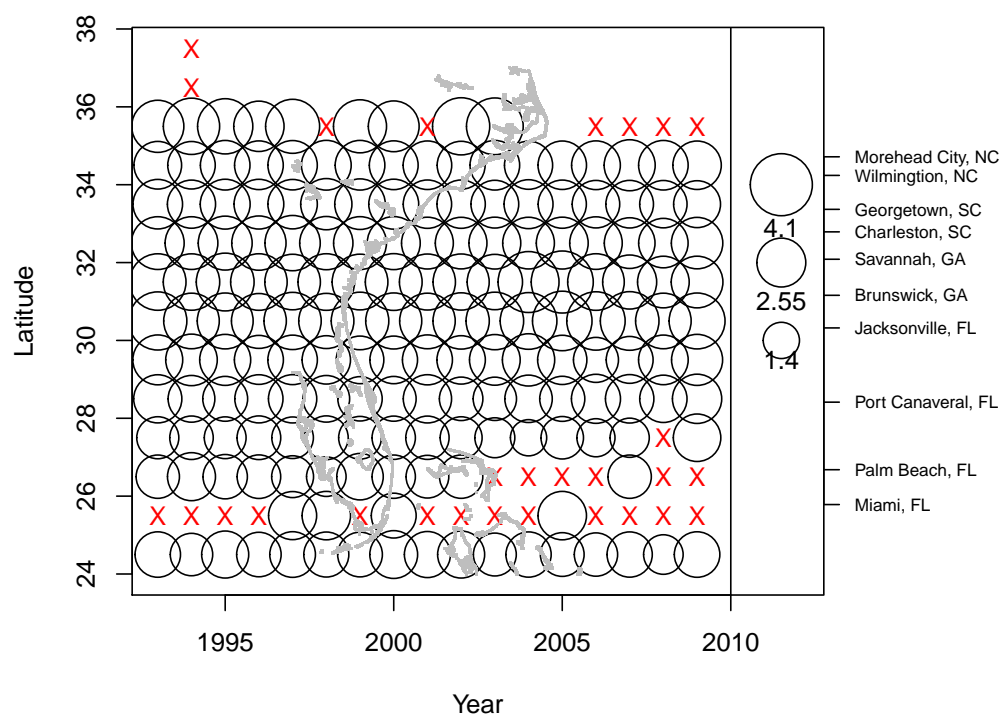 Latitude
38
36
34
32
30
28
26
24
1995
2000
2005
2010
Year
4.1
2.55
1.4
Morehead City, NC
Wilmington, NC
Georgetown, SC
Charleston, SC
Savannah, GA
Brunswick, GA
Jacksonville, FL
Port Canaveral, FL
Palm Beach, FL
Miami, FL